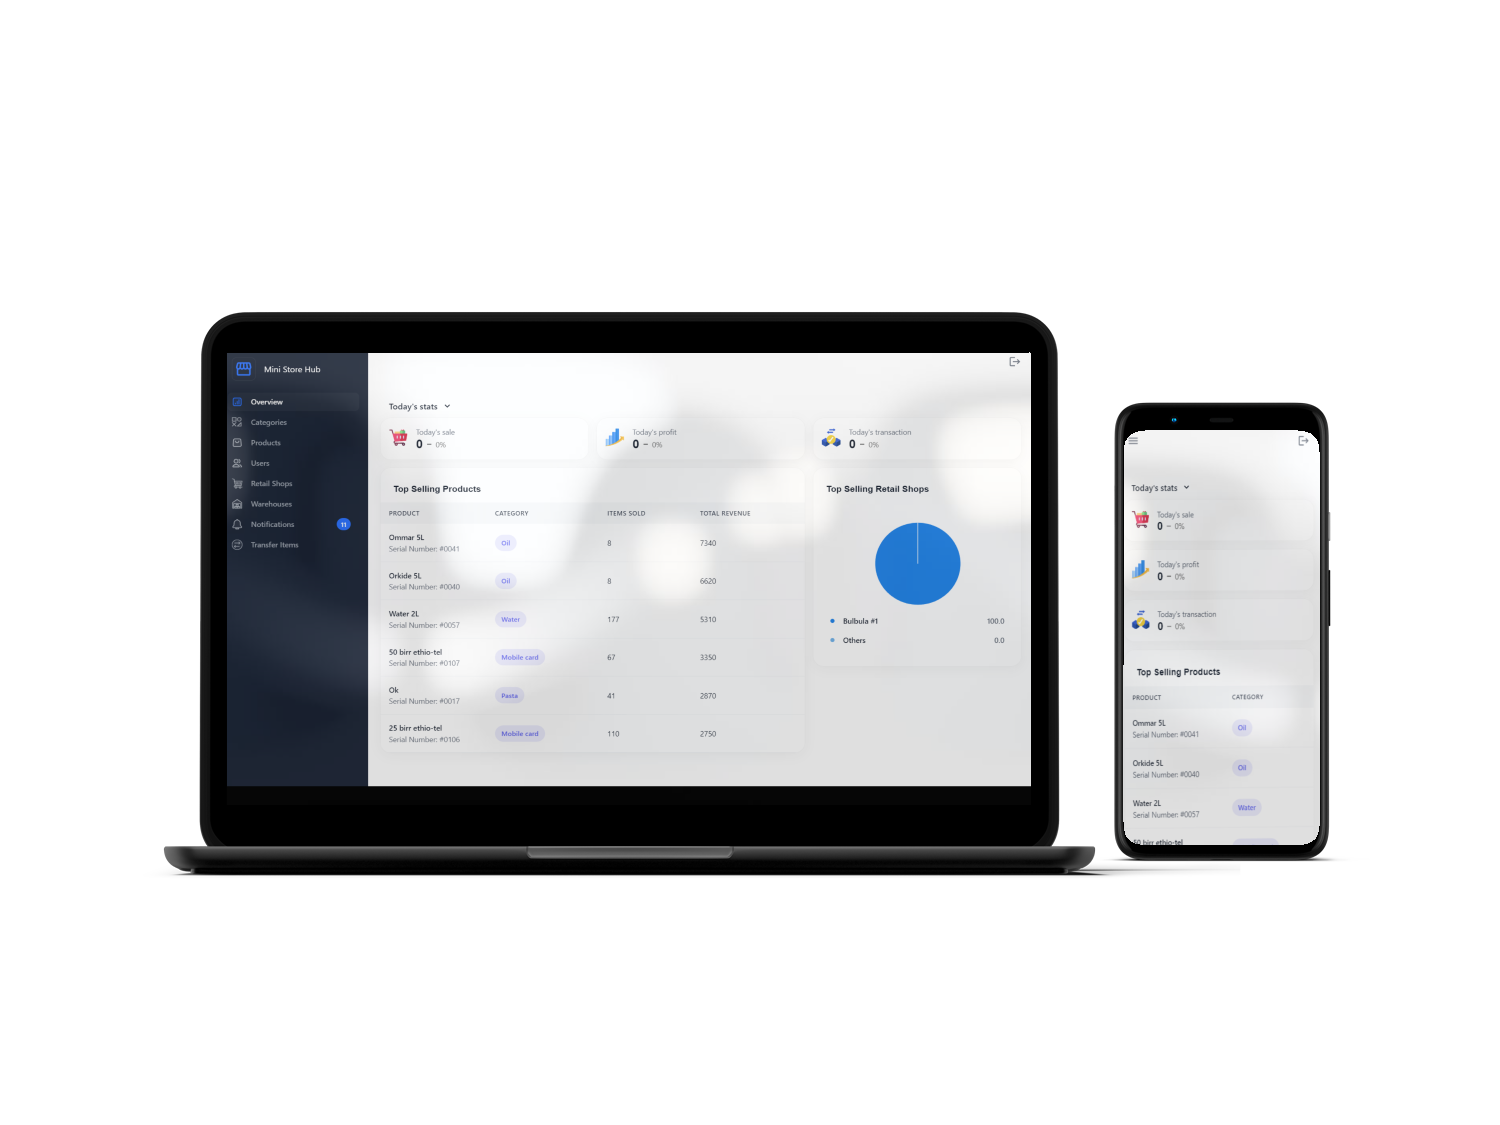 Mini Store Hub
Overview
Categories
Products
Users
Retail Shops
Warehouses
Notifications 11
Transfer Items
Today's stats
Today's sale
0 – 0%
Today's profit
0 – 0%
Today's transaction
0 – 0%
Top Selling Products
PRODUCT CATEGORY ITEMS SOLD TOTAL REVENUE
Ommar 5L
Serial Number: #0041
Oil 8 7340
Orkide 5L
Serial Number: #0040
Oil 8 6620
Water 2L
Serial Number: #0057
Water 177 5310
50 birr ethio-tel
Serial Number: #0107
Mobile card 67 3350
Ok
Serial Number: #0017
Pasta 41 2870
25 birr ethio-tel
Serial Number: #0106
Mobile card 110 2750
Top Selling Retail Shops
Bulbula #1 100.0
Others 0.0
Today's stats
Today's sale
0 – 0%
Today's profit
0 – 0%
Today's transaction
0 – 0%
Top Selling Products
PRODUCT CATEGORY
Ommar 5L
Serial Number: #0041
Oil
Orkide 5L
Serial Number: #0040
Oil
Water 2L
Serial Number: #0057
Water
50 birr ethio-tel